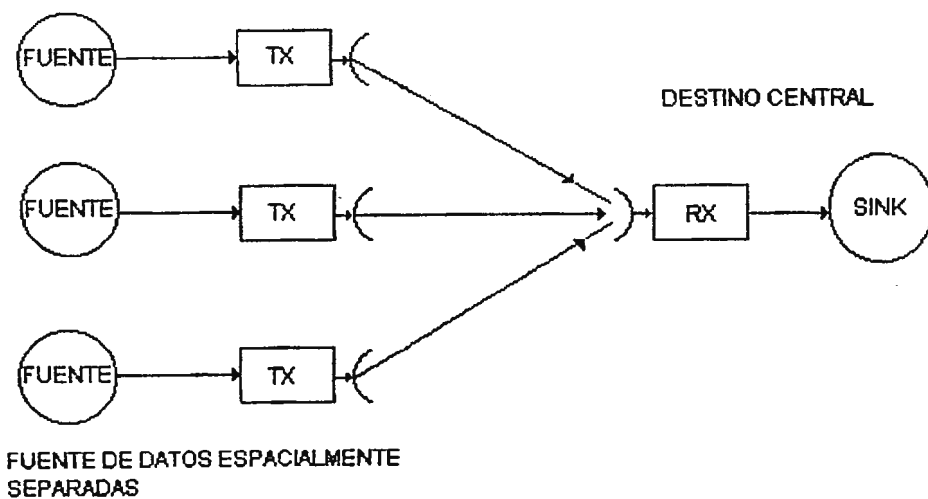 FUENTE
TX
DESTINO CENTRAL
FUENTE
TX
RX
SINK
FUENTE
TX
FUENTE DE DATOS ESPACIALMENTE
SEPARADAS